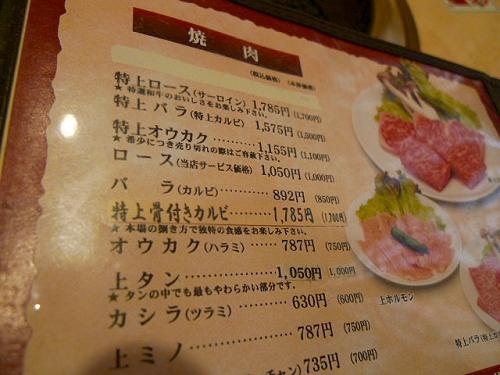 焼肉
(税込価格) (本体価格)
特上ロース(サーロイン) 1,785円 (1,700円)
★ 特選和牛のおいしさをお楽しみ下さい。
特上バラ(特上カルビ) 1,575円 (1,500円)
特上オウカク………1,155円 (1,100円)
★ 希少につき売り切れの際はご容赦下さい。
ロース(当店サービス価格) 1,050円 (1,000円)
バラ(カルビ)………… 892円 (850円)
特上骨付きカルビ………1,785円 (1,700円)
★ 本場の捌き方で独特の食感をお楽しみ下さい。
オウカク(ハラミ)…… 787円 (750円)
上タン………………1,050円 (1,000円)
★ タンの中でも最もやわらかい部分です。
カシラ(ツラミ)………… 630円 (600円)
上ミノ……………… 787円 (750円)
735円 (700円)
上ホルモン
特上バラ